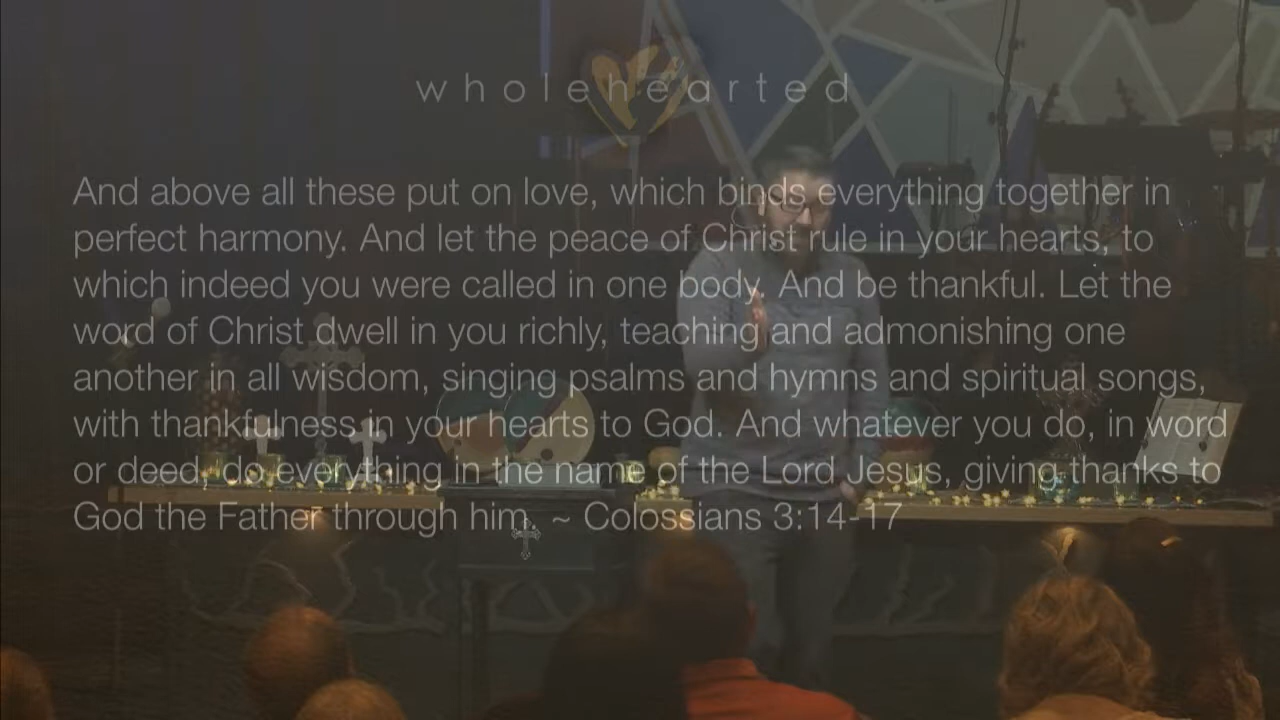 wholehearted
And above all these put on love, which binds everything together in
perfect harmony. And let the peace of Christ rule in your hearts, to
which indeed you were called in one body. And be thankful. Let the
word of Christ dwell in you richly, teaching and admonishing one
another in all wisdom, singing psalms and hymns and spiritual songs,
with thankfulness in your hearts to God. And whatever you do, in word
or deed, do everything in the name of the Lord Jesus, giving thanks to
God the Father through him. ~ Colossians 3:14-17